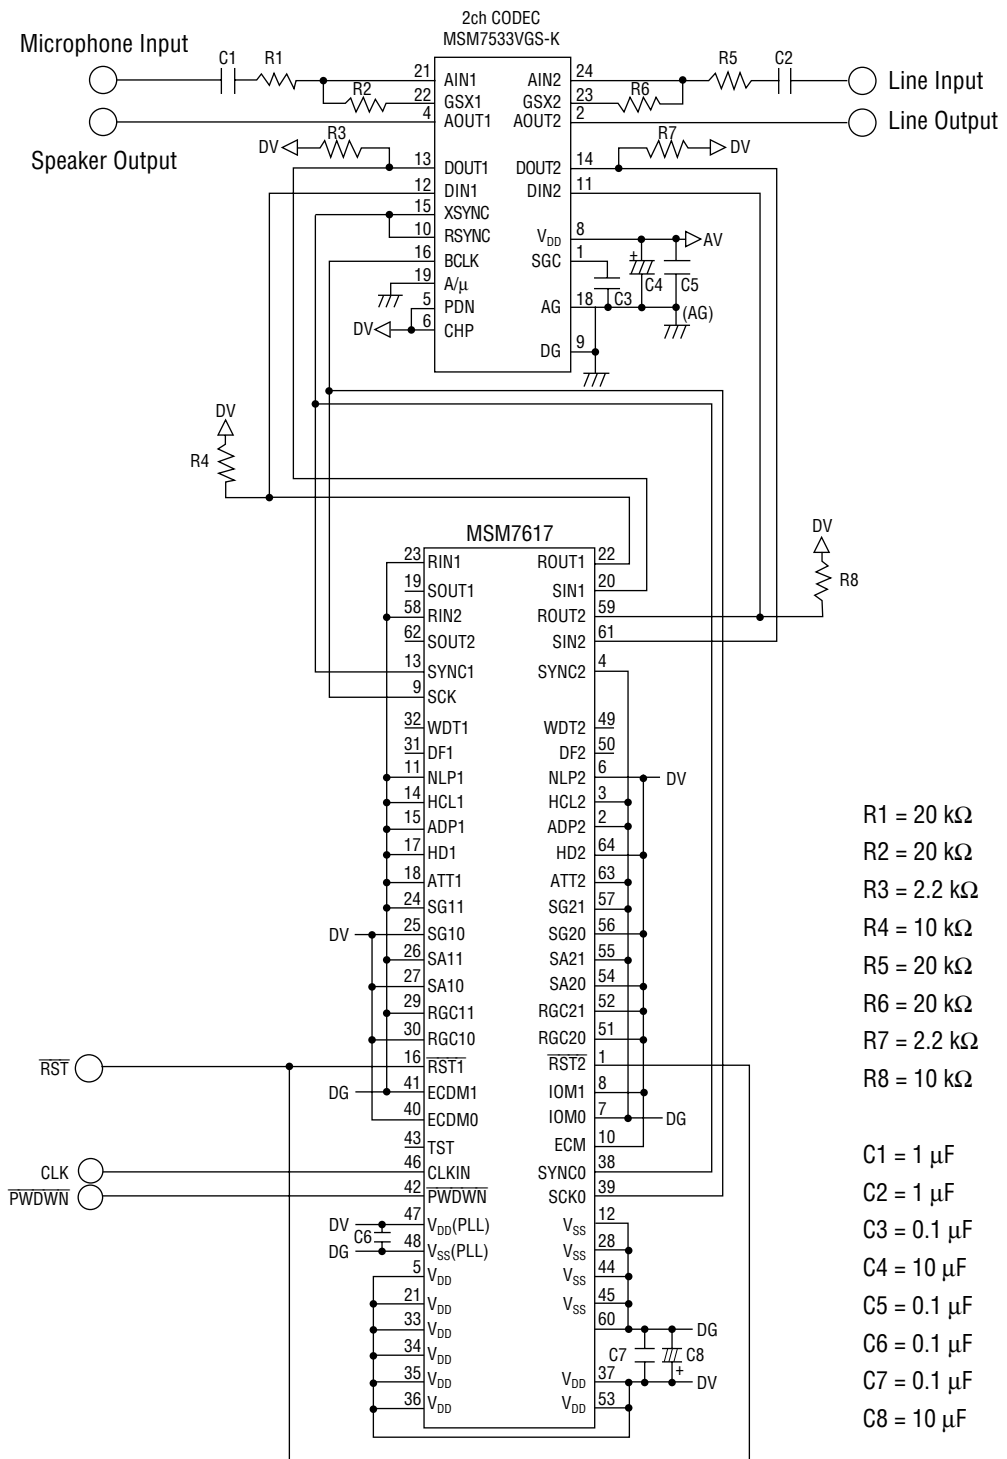 2ch CODEC
MSM7533VGS-K
Microphone Input
C1 R1
R2
21 AIN1
22 GSX1
4 AOUT1
AIN2 24
GSX2 23
AOUT2 2
R5 C2
R6
Line Input
Line Output
Speaker Output
DV R3
R7 DV
13 DOUT1
12 DIN1
15 XSYNC
10 RSYNC
16 BCLK
19 A/μ
5 PDN
DV 6 CHP
DOUT2 14
DIN2 11
VDD 8 AV
SGC 1
C3 C4 C5
AG 18 (AG)
DG 9
DV
R4
MSM7617
DV
R8
23 RIN1
19 SOUT1
58 RIN2
62 SOUT2
13 SYNC1
9 SCK
32 WDT1
31 DF1
11 NLP1
14 HCL1
15 ADP1
17 HD1
18 ATT1
24 SG11
DV 25 SG10
26 SA11
27 SA10
29 RGC11
30 RGC10
RST 16 RST1
DG 41 ECDM1
40 ECDM0
43 TST
CLK 46 CLKIN
PWDWN 42 PWDWN
DV 47 VDD(PLL)
C6
DG 48 VSS(PLL)
5 VDD
21 VDD
33 VDD
34 VDD
35 VDD
36 VDD
ROUT1 22
SIN1 20
ROUT2 59
SIN2 61
SYNC2 4
WDT2 49
DF2 50
NLP2 6 DV
HCL2 3
ADP2 2
HD2 64
ATT2 63
SG21 57
SG20 56
SA21 55
SA20 54
RGC21 52
RGC20 51
RST2 1
IOM1 8
IOM0 7 DG
ECM 10
SYNC0 38
SCK0 39
VSS 12
VSS 28
VSS 44
VSS 45
60 DG
C7 C8
+
VDD 37 DV
VDD 53
R1 = 20 kΩ
R2 = 20 kΩ
R3 = 2.2 kΩ
R4 = 10 kΩ
R5 = 20 kΩ
R6 = 20 kΩ
R7 = 2.2 kΩ
R8 = 10 kΩ
C1 = 1 μF
C2 = 1 μF
C3 = 0.1 μF
C4 = 10 μF
C5 = 0.1 μF
C6 = 0.1 μF
C7 = 0.1 μF
C8 = 10 μF